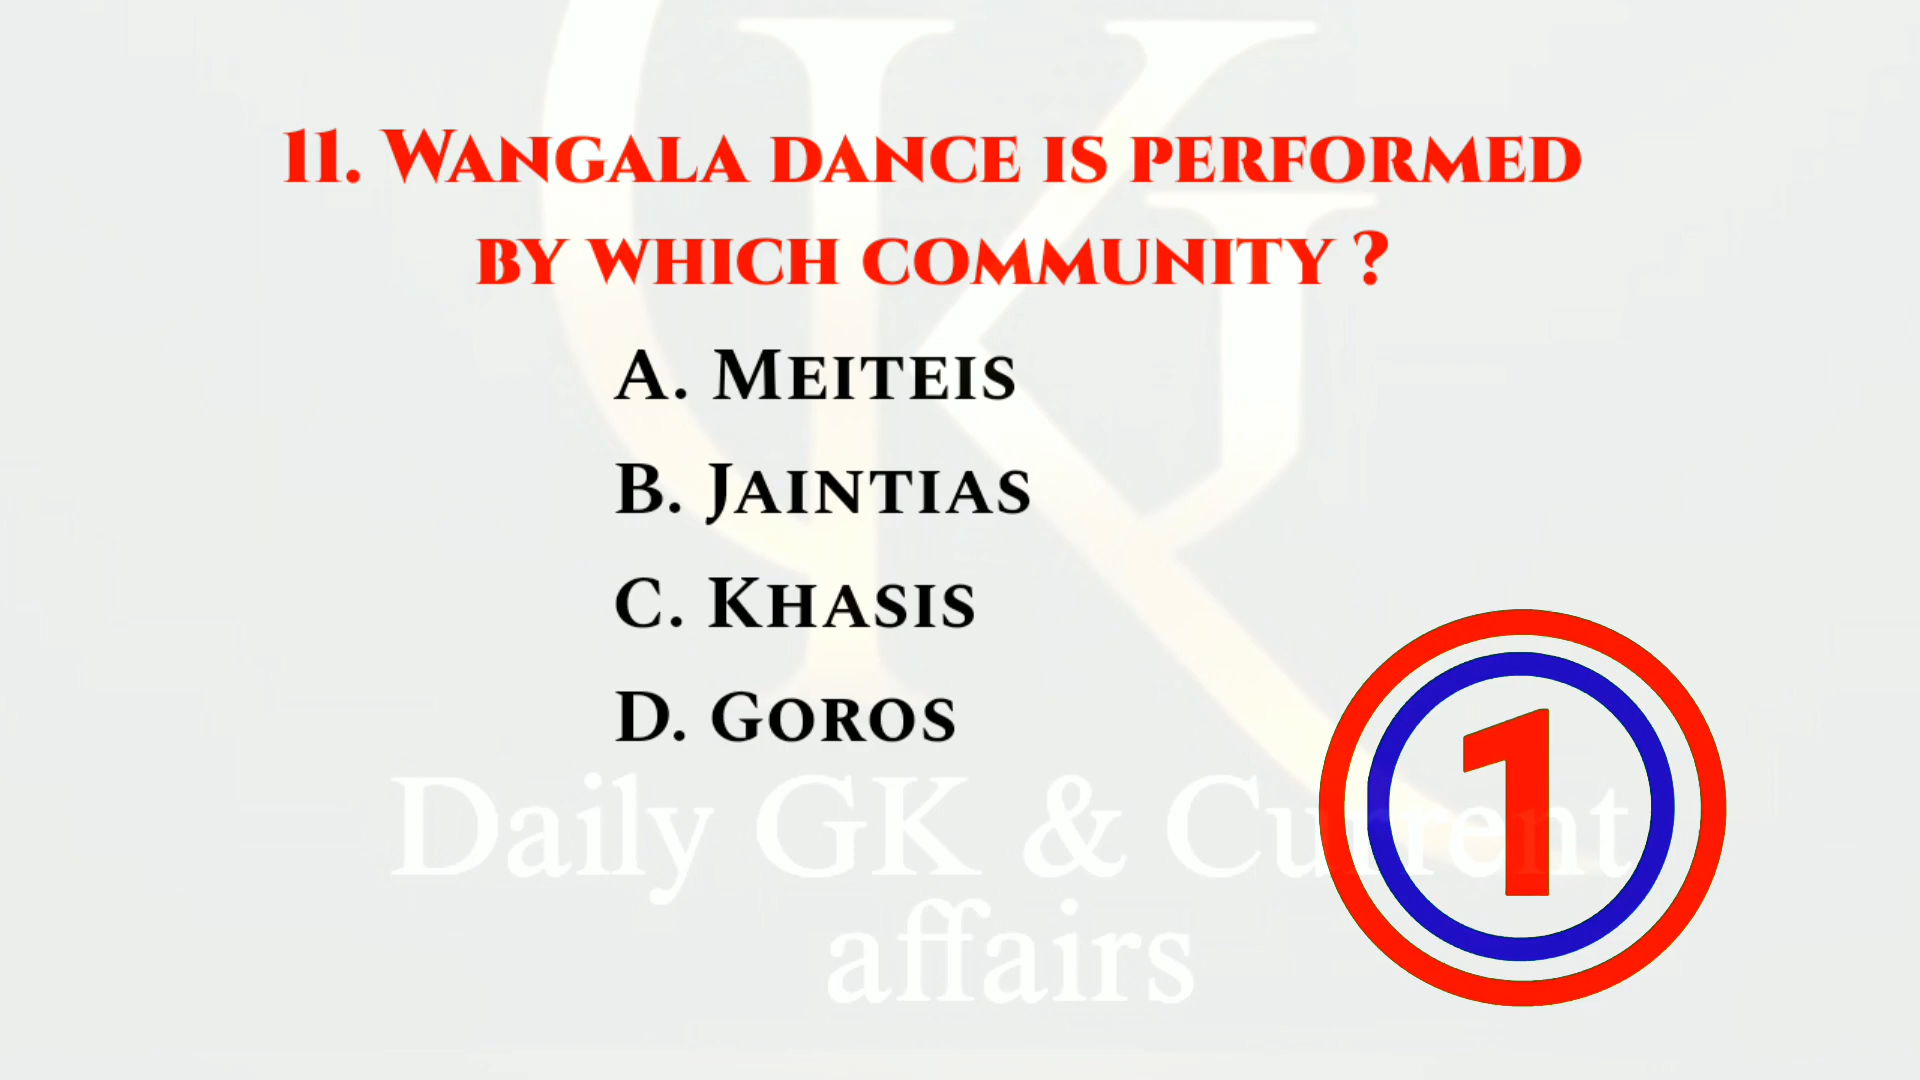 11. Wangala dance is performed
by which community ?
A. Meiteis
B. Jaintias
C. Khasis
D. Goros
1
Daily GK & Current
affairs